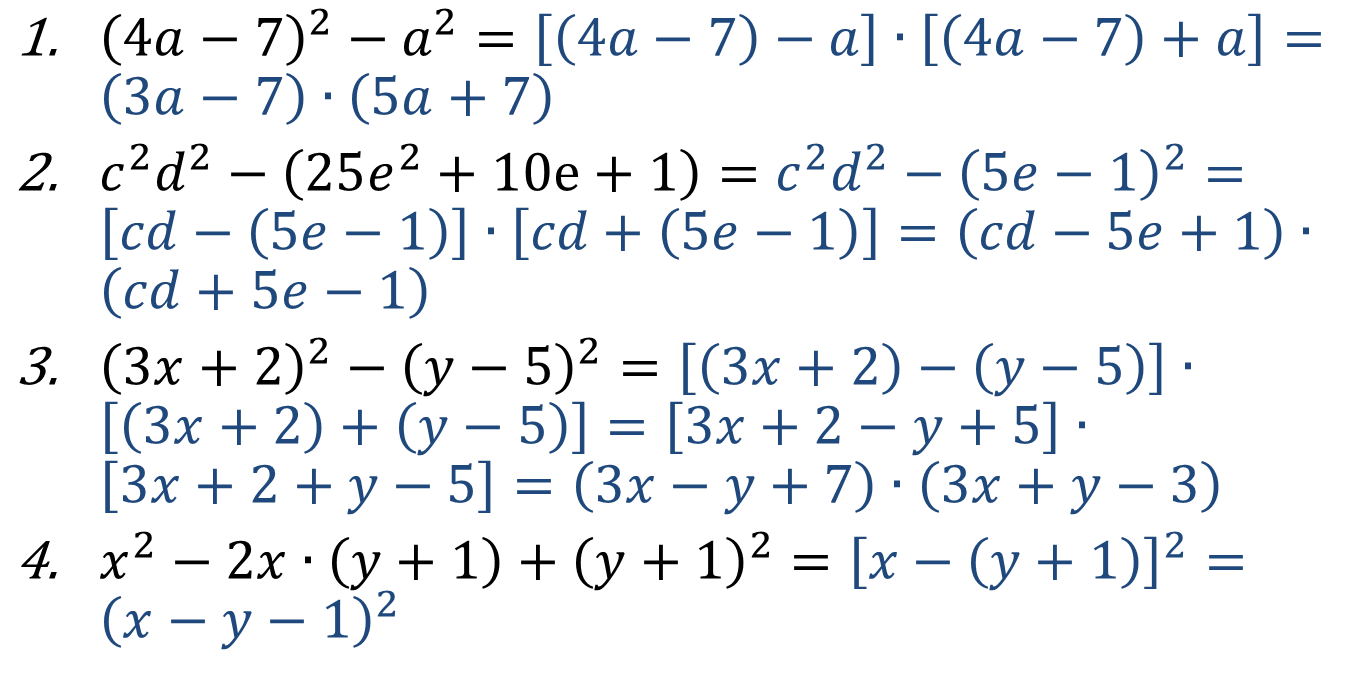 1. (4a − 7)² − a² = [(4a − 7) − a] · [(4a − 7) + a] =
(3a − 7) · (5a + 7)
2. c²d² − (25e² + 10e + 1) = c²d² − (5e − 1)² =
[cd − (5e − 1)] · [cd + (5e − 1)] = (cd − 5e + 1) ·
(cd + 5e − 1)
3. (3x + 2)² − (y − 5)² = [(3x + 2) − (y − 5)] ·
[(3x + 2) + (y − 5)] = [3x + 2 − y + 5] ·
[3x + 2 + y − 5] = (3x − y + 7) · (3x + y − 3)
4. x² − 2x · (y + 1) + (y + 1)² = [x − (y + 1)]² =
(x − y − 1)²